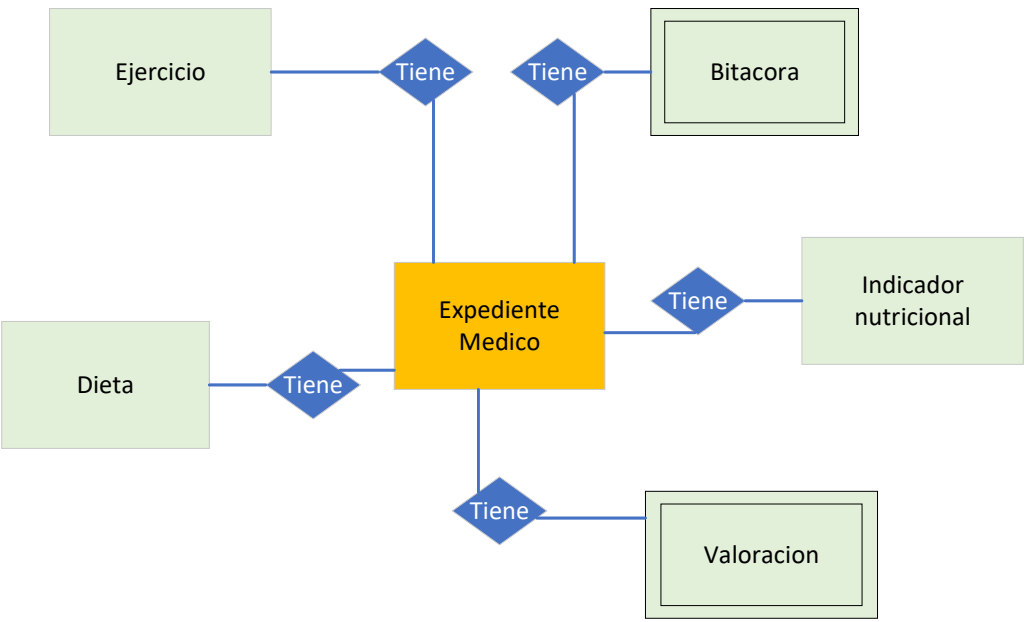 Ejercicio
Tiene
Tiene
Bitacora
Expediente
Medico
Tiene
Indicador
nutricional
Dieta
Tiene
Tiene
Valoracion